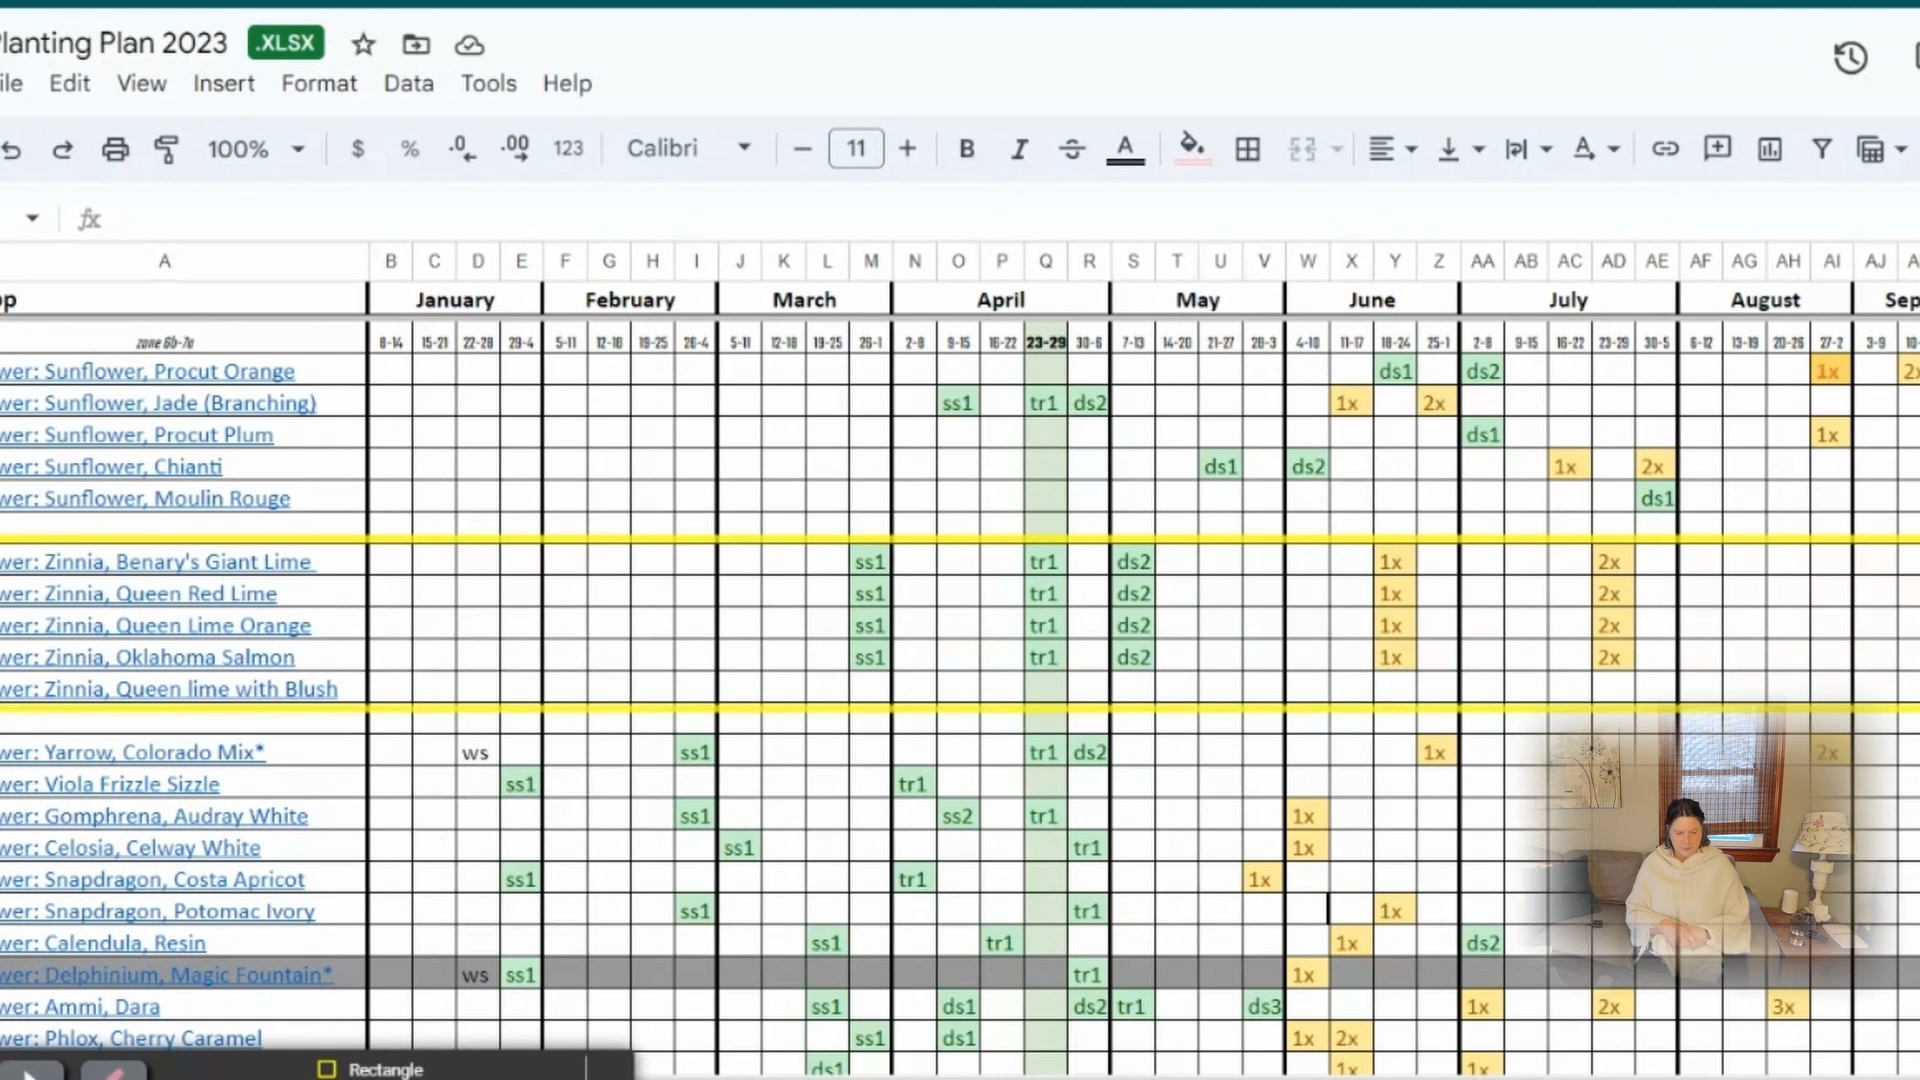 Planting Plan 2023 .XLSX
ile Edit View Insert Format Data Tools Help
100% $ % .0 .00 123 Calibri 11 B I A
fx
A B C D E F G H I J K L M N O P Q R S T U V W X Y Z AA AB AC AD AE AF AG AH AI AJ
op January February March April May June July August Sep
zone 6b-7a 8-14 15-21 22-28 29-4 5-11 12-18 19-25 26-4 5-11 12-18 19-25 26-1 2-8 9-15 16-22 23-29 30-6 7-13 14-20 21-27 28-3 4-10 11-17 18-24 25-1 2-8 9-15 16-22 23-29 30-5 6-12 13-19 20-26 27-2 3-9 10-
wer: Sunflower, Procut Orange ds1 ds2 1x 2x
wer: Sunflower, Jade (Branching) ss1 tr1 ds2 1x 2x
wer: Sunflower, Procut Plum ds1 1x
wer: Sunflower, Chianti ds1 ds2 1x 2x
wer: Sunflower, Moulin Rouge ds1
wer: Zinnia, Benary's Giant Lime ss1 tr1 ds2 1x 2x
wer: Zinnia, Queen Red Lime ss1 tr1 ds2 1x 2x
wer: Zinnia, Queen Lime Orange ss1 tr1 ds2 1x 2x
wer: Zinnia, Oklahoma Salmon ss1 tr1 ds2 1x 2x
wer: Zinnia, Queen lime with Blush
wer: Yarrow, Colorado Mix* ws ss1 tr1 ds2 1x 2x
wer: Viola Frizzle Sizzle ss1 tr1
wer: Gomphrena, Audray White ss1 ss2 tr1 1x
wer: Celosia, Celway White ss1 tr1 1x
wer: Snapdragon, Costa Apricot ss1 tr1 1x
wer: Snapdragon, Potomac Ivory ss1 tr1 1x
wer: Calendula, Resin ss1 tr1 1x ds2
wer: Delphinium, Magic Fountain* ws ss1 tr1 1x
wer: Ammi, Dara ss1 ds1 ds2 tr1 ds3 1x 2x 3x
wer: Phlox, Cherry Caramel ss1 ds1 1x 2x
ds1 1x 1x
Rectangle